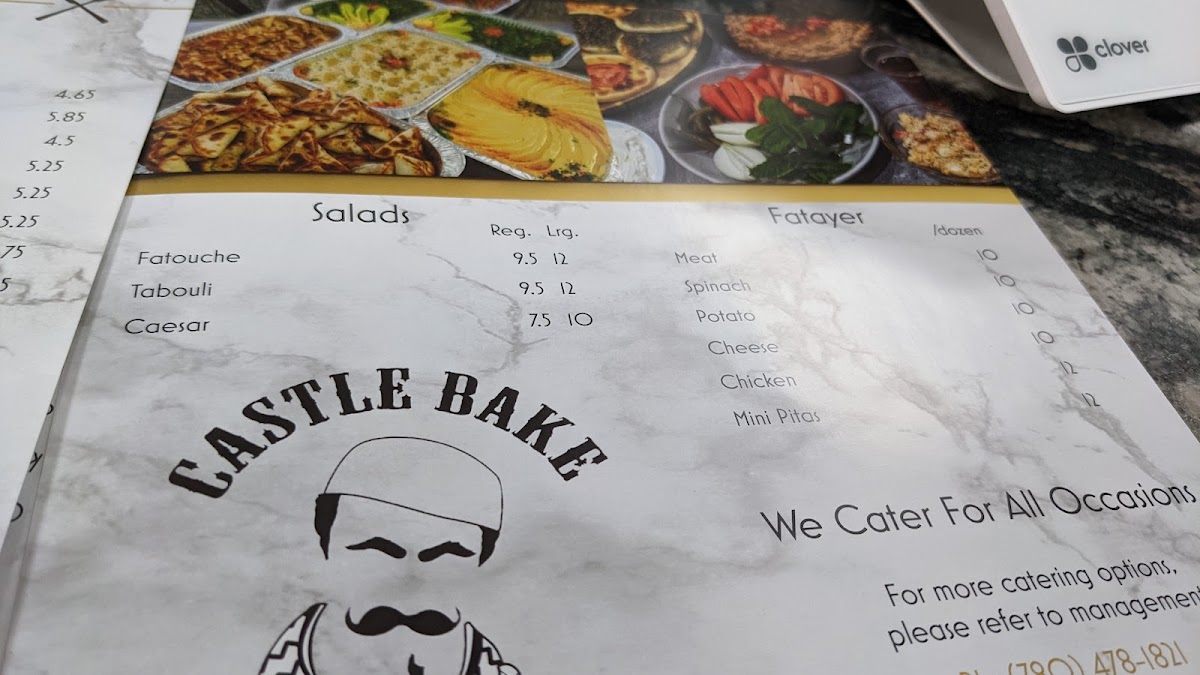 clover
4.65
5.85
4.5
5.25
5.25
5.25
75
5
Salads
Reg. Lrg.
Fatouche 9.5 12
Tabouli 9.5 12
Caesar 7.5 10
Fatayer /dozen
Meat 10
Spinach 10
Potato 10
Cheese 10
Chicken 12
Mini Pitas 12
CASTLE BAKE
We Cater For All Occasions
For more catering options,
please refer to management
(780) 478-1821